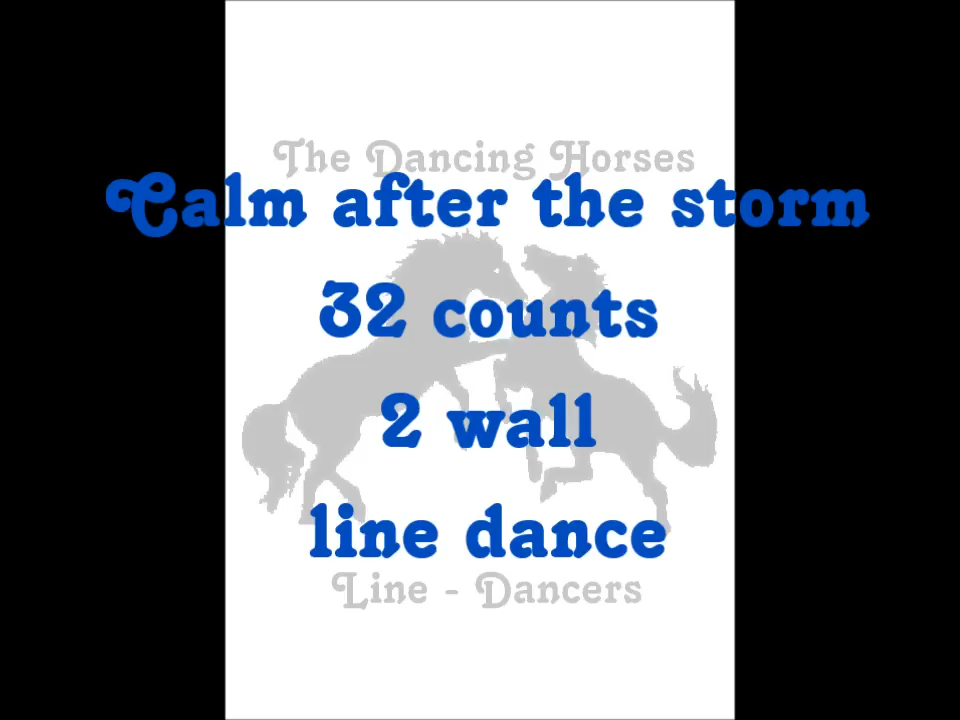 The Dancing Horses
Calm after the storm
32 counts
2 wall
line dance
Line - Dancers